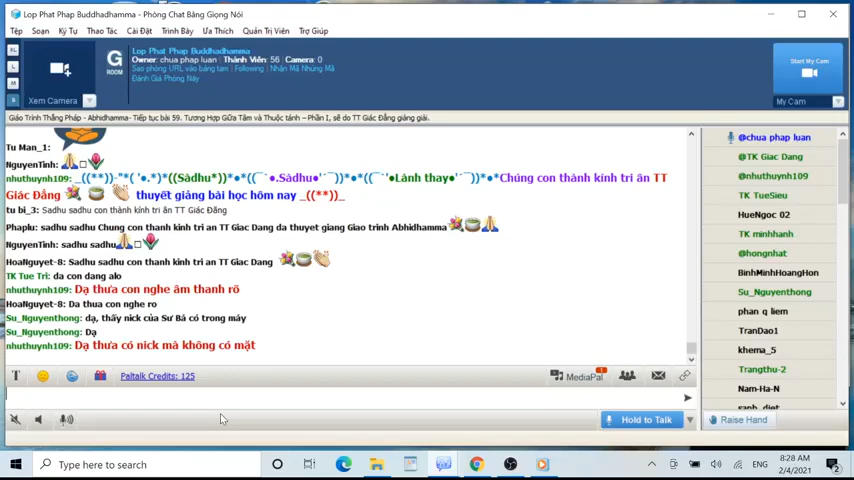 Lop Phat Phap Buddhadhamma - Phòng Chat Bằng Giọng Nói
Tệp Soạn Ký Tự Thao Tác Cài Đặt Trình Bày Ưa Thích Quản Trị Viên Trợ Giúp
Lop Phat Phap Buddhadhamma
Owner: chua phap luan | Thành Viên: 56 | Camera: 0
Sao phòng URL vào bảng tạm | Following | Nhận Mã Nhúng Mã
Đánh Giá Phòng Này
G
ROOM
Xem Camera
Start My Cam
My Cam
Giáo Trình Thắng Pháp - Abhidhamma- Tiếp tục bài 59. Tương Hợp Giữa Tâm và Thuộc tánh – Phần I, sẽ do TT Giác Đẳng giảng giải.
Tu Man_1:
NguyenTinh:
nhuthuynh109: _((**))-"*( '●.*)*((Sàdhu*))*●*((¯`●.Sàdhu●'´¯))*●*((¯`'●Lành thay●'´¯))*●*Chúng con thành kính tri ân TT
Giác Đẳng thuyết giảng bài học hôm nay _((**))_
tu bi_3: Sadhu sadhu con thành kính tri ân TT Giác Đẳng
Phaplu: sadhu sadhu Chung con thanh kinh tri an TT Giac Dang da thuyet giang Giao trình Abhidhamma
NguyenTinh: sadhu sadhu
HoaNguyet-8: Sadhu sadhu con thanh kinh tri an TT Giac Dang
TK Tue Tri: da con dang alo
nhuthuynh109: Dạ thưa con nghe âm thanh rõ
HoaNguyet-8: Da thua con nghe ro
Su_Nguyenthong: dạ, thầy nick của Sư Bá có trong máy
Su_Nguyenthong: Dạ
nhuthuynh109: Dạ thưa có nick mà không có mặt
@chua phap luan
@TK Giac Dang
@nhuthuynh109
TK TueSieu
HueNgoc 02
TK minhhanh
@hongnhat
BinhMinhHoangHon
Su_Nguyenthong
phan q liem
TranDao1
khema_5
Trangthu-2
Nam-Ha-N
sanh_diet
T
Paltalk Credits: 125
MediaPal
1
Hold to Talk
Raise Hand
Type here to search
ENG
8:28 AM
2/4/2021
2